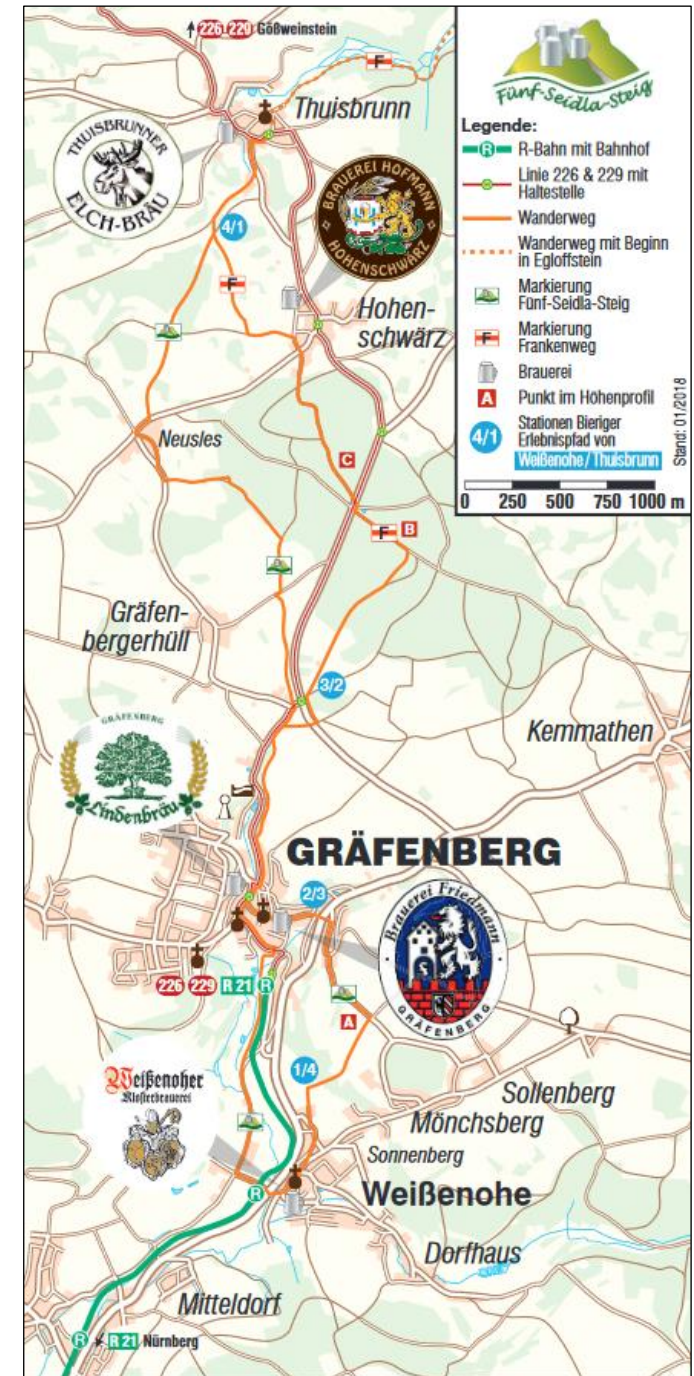 226 229 Gößweinstein
F
Thuisbrunn
THUISBRUNNER
ELCH-BRÄU
BRAUEREI HOFMANN
HOHENSCHWÄRZ
4/1
F
Hohen-
schwärz
Neusles
C
F B
Gräfen-
bergerhüll
3/2
Kemmathen
GRÄFENBERG
Lindenbräu
GRÄFENBERG
2/3
Brauerei Friedmann
GRÄFENBERG
226 229 R 21 R
A
1/4
Weißenoher
Klosterbrauerei
Sollenberg
Mönchsberg
Sonnenberg
R
Weißenohe
Dorfhaus
Mitteldorf
R R 21 Nürnberg
Fünf-Seidla-Steig
Legende:
R R-Bahn mit Bahnhof
Linie 226 & 229 mit
Haltestelle
Wanderweg
Wanderweg mit Beginn
in Egloffstein
Markierung
Fünf-Seidla-Steig
F Markierung
Frankenweg
Brauerei
A Punkt im Höhenprofil
4/1 Stationen Bieriger
Erlebnispfad von
Weißenohe / Thuisbrunn
0 250 500 750 1000 m
Stand: 01/2018